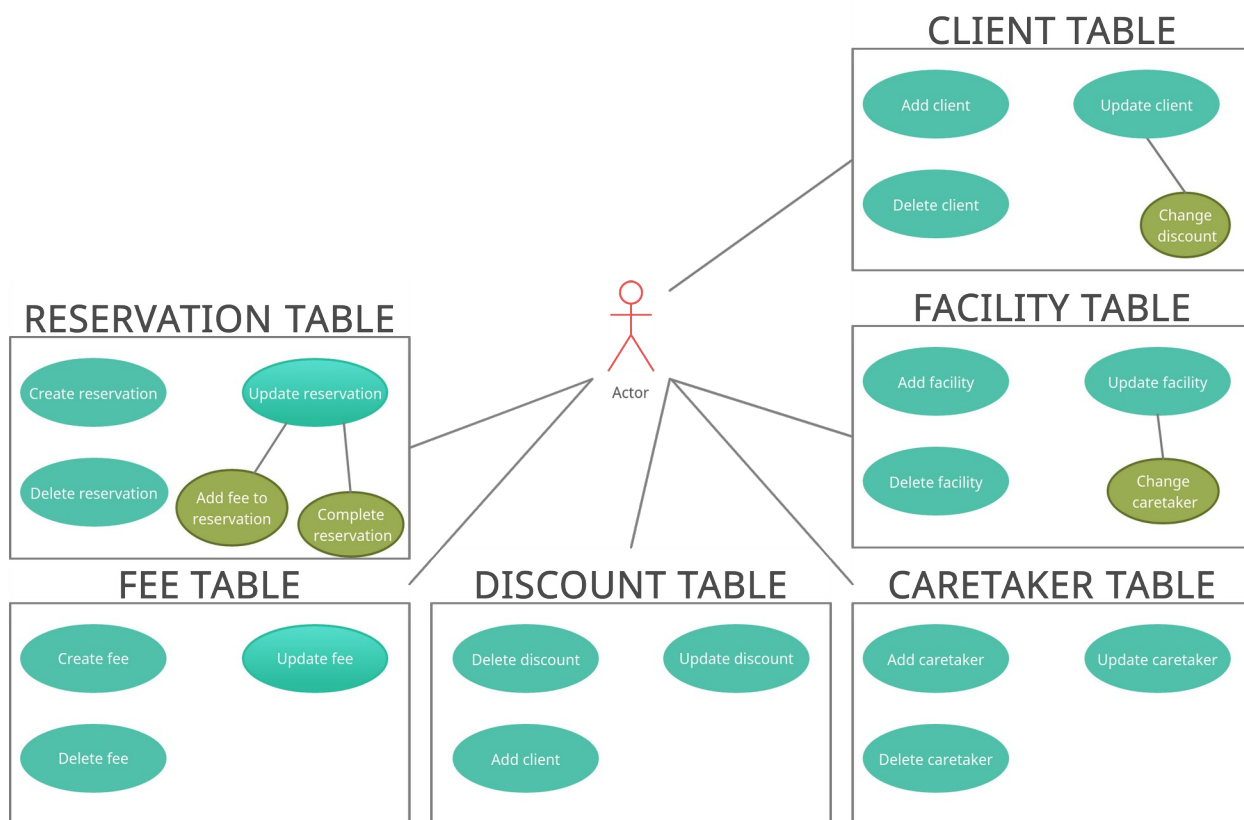 CLIENT TABLE
Add client
Update client
Delete client
Change
discount
RESERVATION TABLE
Create reservation
Update reservation
Delete reservation
Add fee to
reservation
Complete
reservation
Actor
FACILITY TABLE
Add facility
Update facility
Delete facility
Change
caretaker
FEE TABLE
Create fee
Update fee
Delete fee
DISCOUNT TABLE
Delete discount
Update discount
Add client
CARETAKER TABLE
Add caretaker
Update caretaker
Delete caretaker